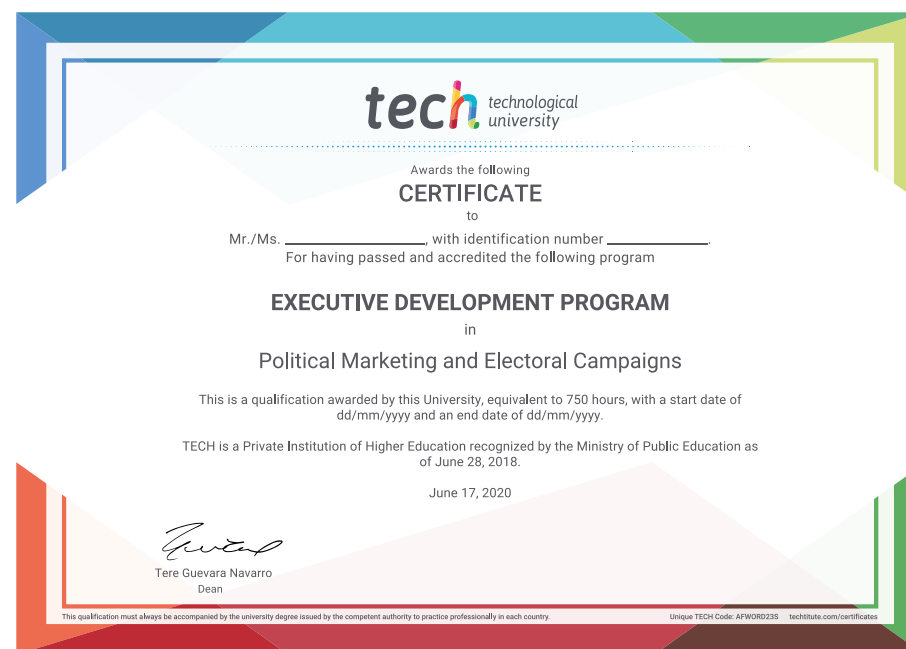 tech technological
university
Awards the following
CERTIFICATE
to
Mr./Ms. ____________, with identification number ____________.
For having passed and accredited the following program
EXECUTIVE DEVELOPMENT PROGRAM
in
Political Marketing and Electoral Campaigns
This is a qualification awarded by this University, equivalent to 750 hours, with a start date of
dd/mm/yyyy and an end date of dd/mm/yyyy.
TECH is a Private Institution of Higher Education recognized by the Ministry of Public Education as
of June 28, 2018.
June 17, 2020
Tere Guevara Navarro
Dean
This qualification must always be accompanied by the university degree issued by the competent authority to practice professionally in each country.
Unique TECH Code: AFWORD23S techtitute.com/certificates